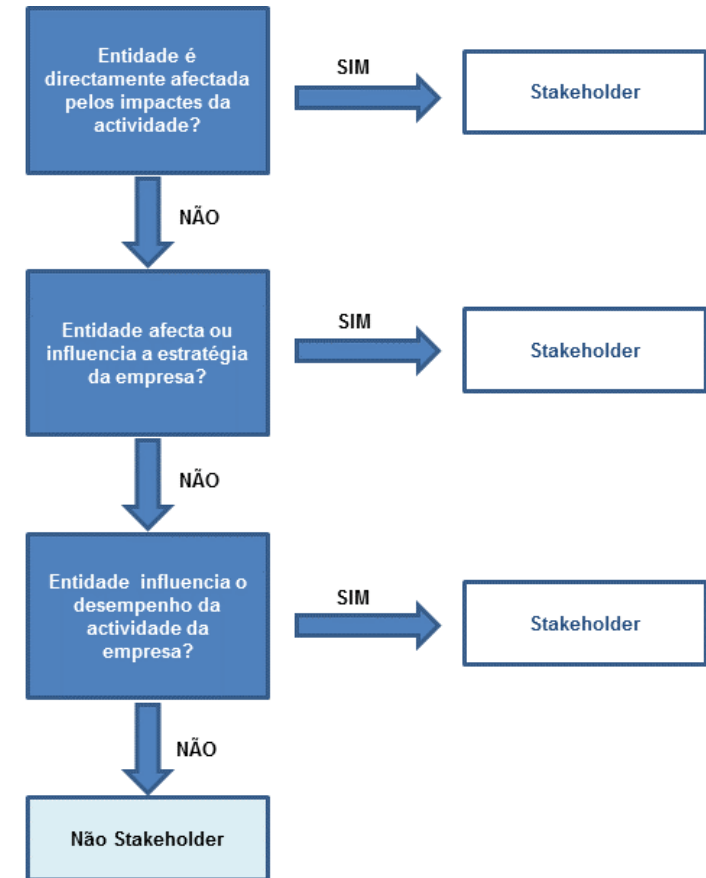 Entidade é
directamente afectada
pelos impactes da
actividade?
SIM
Stakeholder
NÃO
Entidade afecta ou
influencia a estratégia
da empresa?
SIM
Stakeholder
NÃO
Entidade influencia o
desempenho da
actividade da
empresa?
SIM
Stakeholder
NÃO
Não Stakeholder